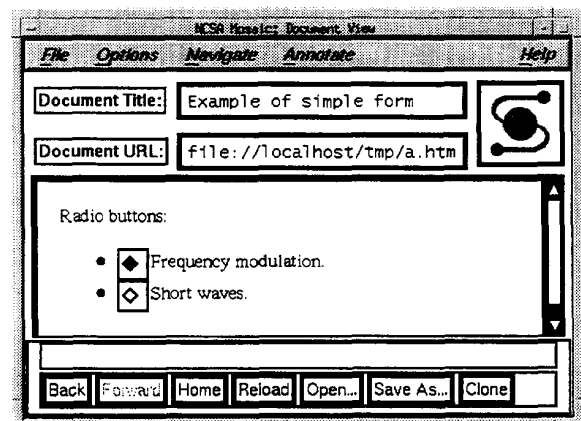 NCSA Mosaic: Document View
File Options Navigate Annotate Help
Document Title: Example of simple form
Document URL: file://localhost/tmp/a.htm
Radio buttons:
Frequency modulation.
Short waves.
Back Forward Home Reload Open... Save As... Clone